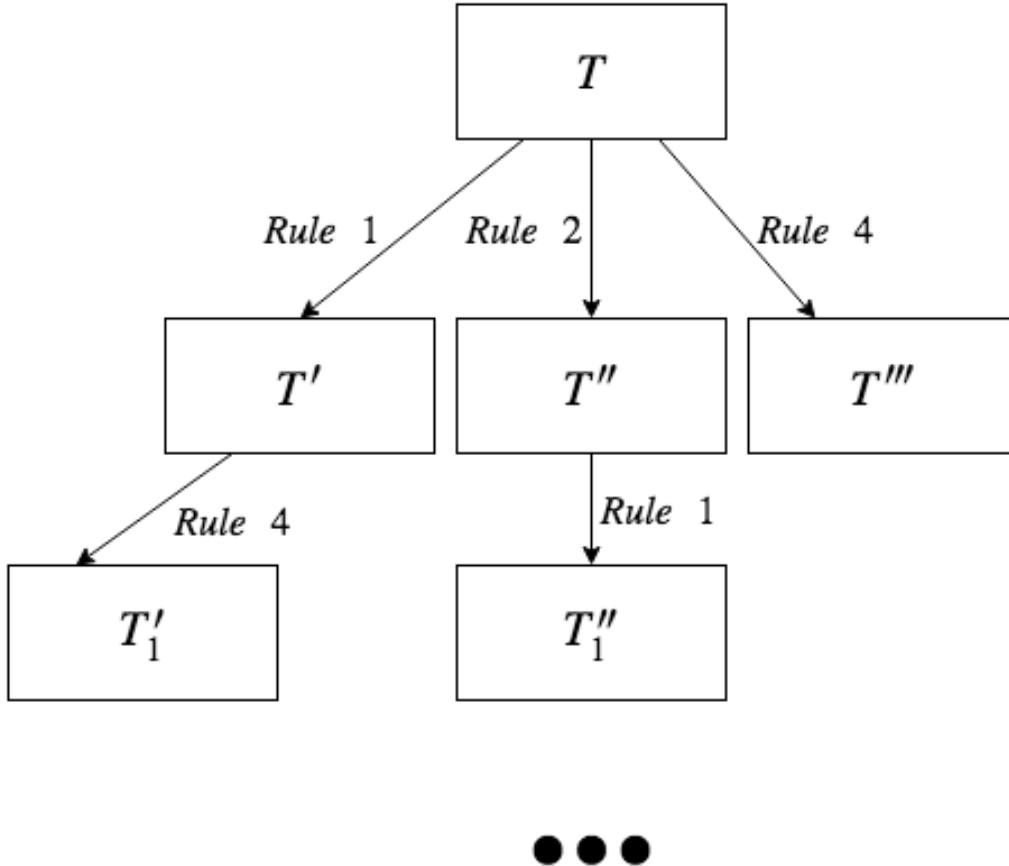 T
Rule 1 Rule 2 Rule 4
T′ T″ T‴
Rule 4 Rule 1
T′₁ T″₁
●●●